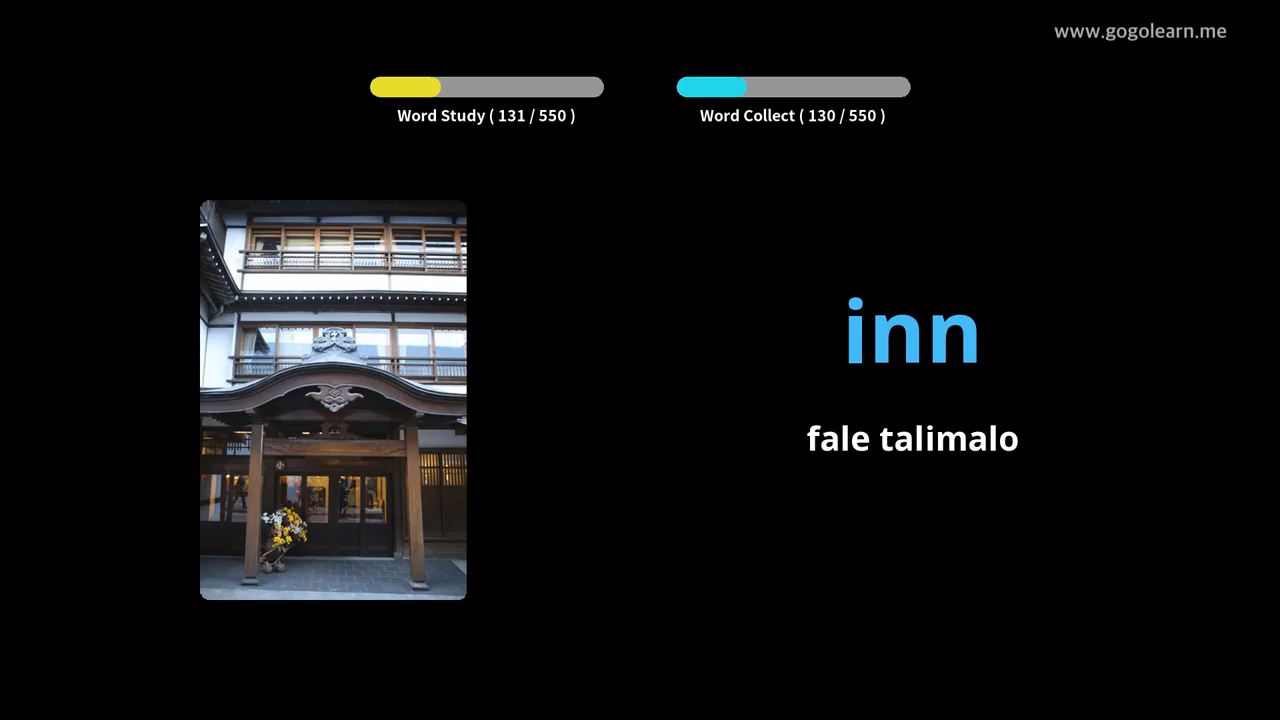 www.gogolearn.me
Word Study ( 131 / 550 )
Word Collect ( 130 / 550 )
inn
fale talimalo